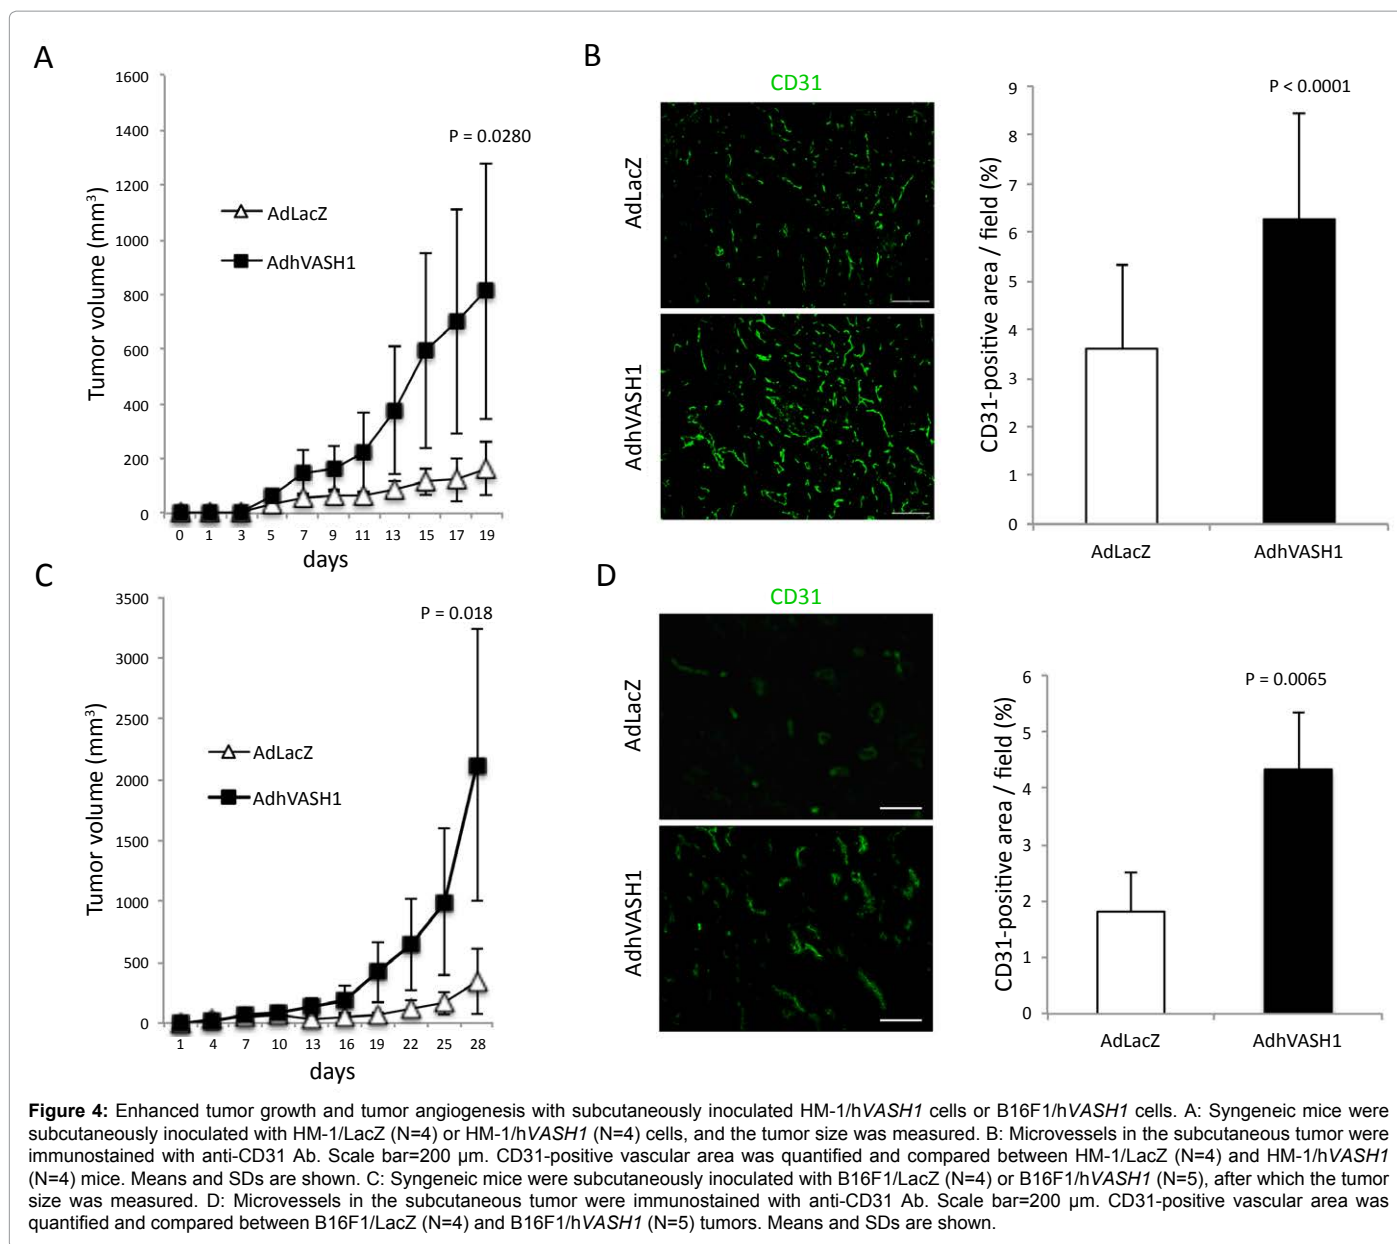 A
1600
1400
1200
1000
800
600
400
200
0
Tumor volume (mm³)
P = 0.0280
AdLacZ
AdhVASH1
0 1 3 5 7 9 11 13 15 17 19
days
B
CD31
AdLacZ
AdhVASH1
9
8
7
6
5
4
3
2
1
0
CD31-positive area / field (%)
P < 0.0001
AdLacZ AdhVASH1
C
3500
3000
2500
2000
1500
1000
500
0
Tumor volume (mm³)
P = 0.018
AdLacZ
AdhVASH1
1 4 7 10 13 16 19 22 25 28
days
D
CD31
AdLacZ
AdhVASH1
6
5
4
3
2
1
0
CD31-positive area / field (%)
P = 0.0065
AdLacZ AdhVASH1
Figure 4: Enhanced tumor growth and tumor angiogenesis with subcutaneously inoculated HM-1/hVASH1 cells or B16F1/hVASH1 cells. A: Syngeneic mice were
subcutaneously inoculated with HM-1/LacZ (N=4) or HM-1/hVASH1 (N=4) cells, and the tumor size was measured. B: Microvessels in the subcutaneous tumor were
immunostained with anti-CD31 Ab. Scale bar=200 µm. CD31-positive vascular area was quantified and compared between HM-1/LacZ (N=4) and HM-1/hVASH1
(N=4) mice. Means and SDs are shown. C: Syngeneic mice were subcutaneously inoculated with B16F1/LacZ (N=4) or B16F1/hVASH1 (N=5), after which the tumor
size was measured. D: Microvessels in the subcutaneous tumor were immunostained with anti-CD31 Ab. Scale bar=200 µm. CD31-positive vascular area was
quantified and compared between B16F1/LacZ (N=4) and B16F1/hVASH1 (N=5) tumors. Means and SDs are shown.